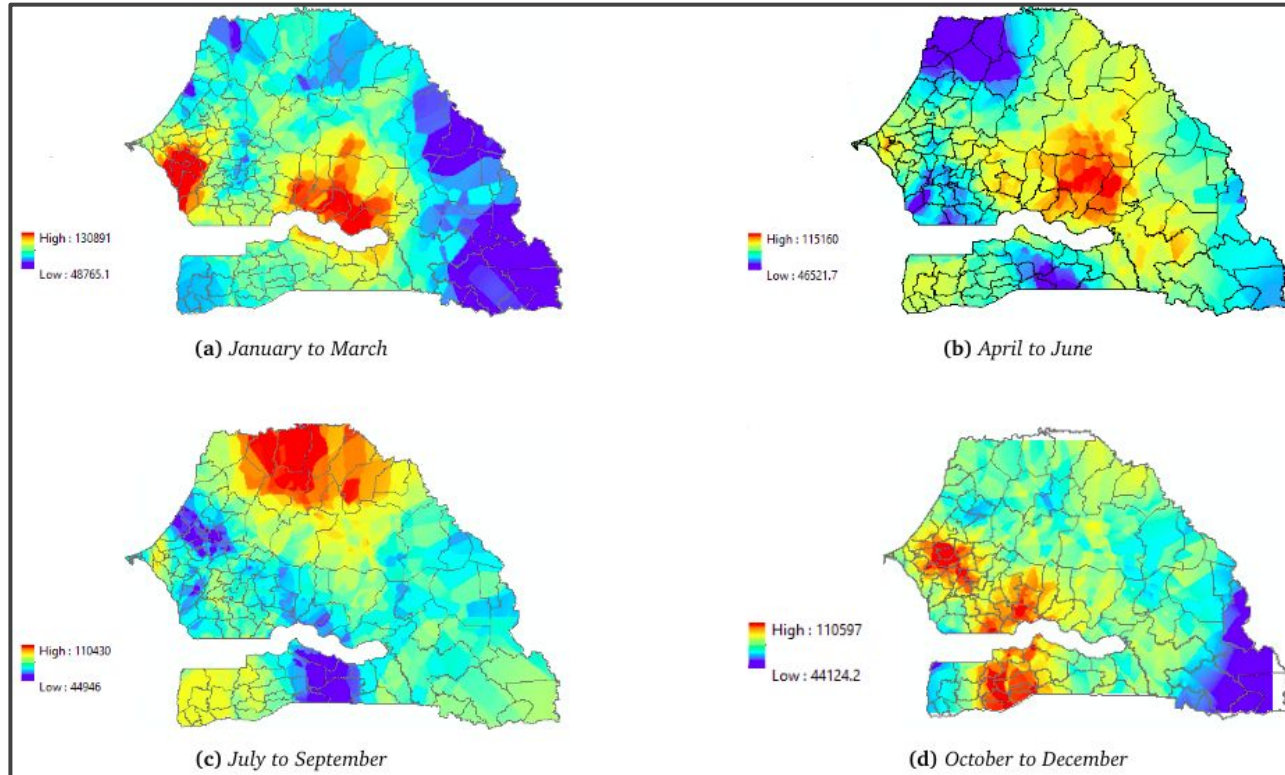 High : 130891
Low : 48765.1
(a) January to March
High : 115160
Low : 46521.7
(b) April to June
High : 110430
Low : 44946
(c) July to September
High : 110597
Low : 44124.2
(d) October to December